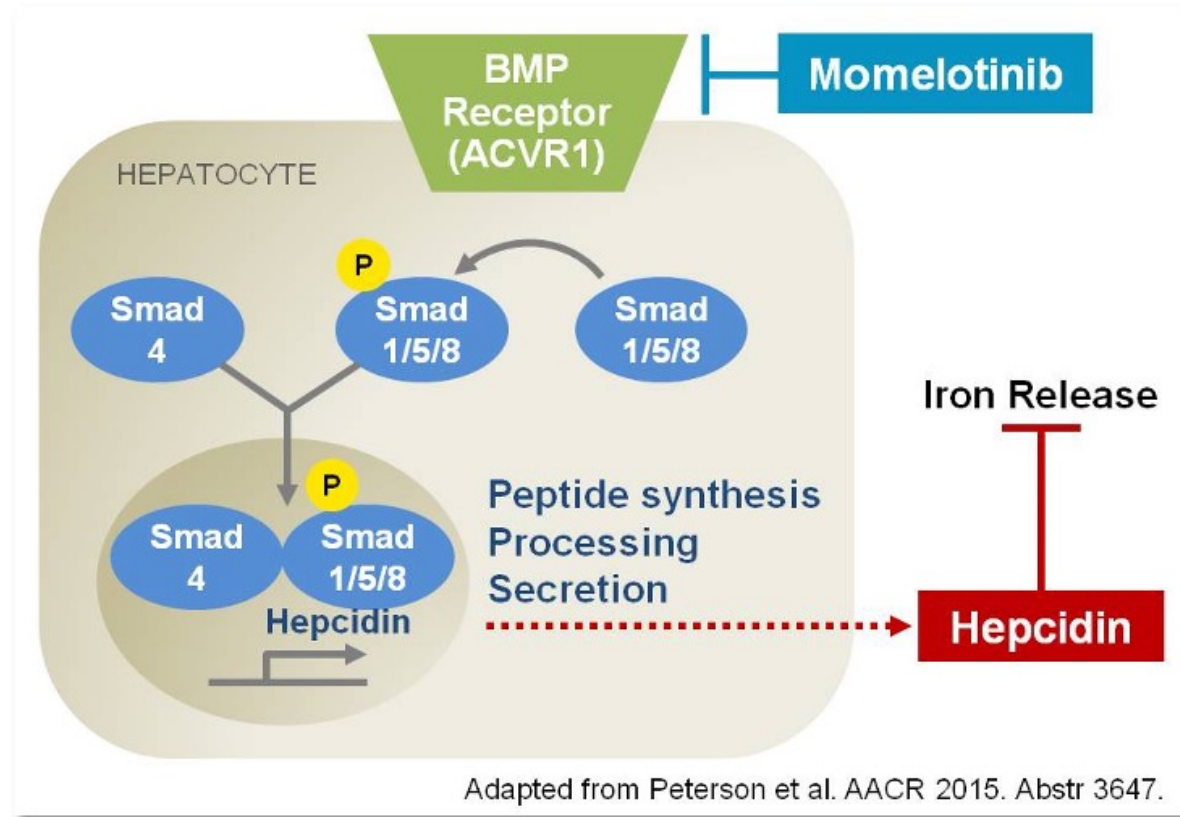 BMP
Receptor
(ACVR1)
Momelotinib
HEPATOCYTE
P
Smad
4
Smad
1/5/8
Smad
1/5/8
Iron Release
P
Smad
4
Smad
1/5/8
Hepcidin
Peptide synthesis
Processing
Secretion
Hepcidin
Adapted from Peterson et al. AACR 2015. Abstr 3647.